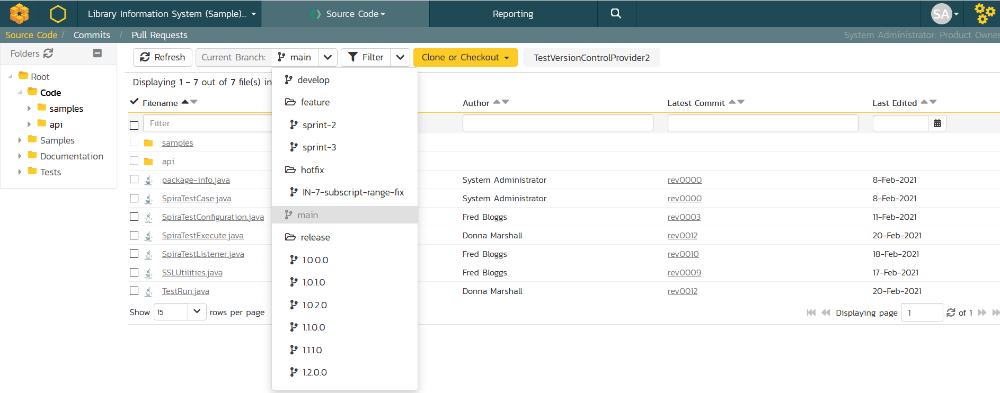 Library Information System (Sample)... Source Code Reporting SA
Source Code / Commits / Pull Requests System Administrator: Product Owner
Folders
Root
Code
samples
api
Samples
Documentation
Tests
Refresh Current Branch: main Filter Clone or Checkout TestVersionControlProvider2
Displaying 1 - 7 out of 7 file(s) in
Filename Author Latest Commit Last Edited
Filter
samples
api
package-info.java System Administrator rev0000 8-Feb-2021
SpiraTestCase.java System Administrator rev0000 8-Feb-2021
SpiraTestConfiguration.java Fred Bloggs rev0003 11-Feb-2021
SpiraTestExecute.java Donna Marshall rev0012 20-Feb-2021
SpiraTestListener.java Fred Bloggs rev0010 18-Feb-2021
SSLUtilities.java Fred Bloggs rev0009 17-Feb-2021
TestRun.java Donna Marshall rev0012 20-Feb-2021
Show 15 rows per page Displaying page 1 of 1
develop
feature
sprint-2
sprint-3
hotfix
IN-7-subscript-range-fix
main
release
1.0.0.0
1.0.1.0
1.0.2.0
1.1.0.0
1.1.1.0
1.2.0.0